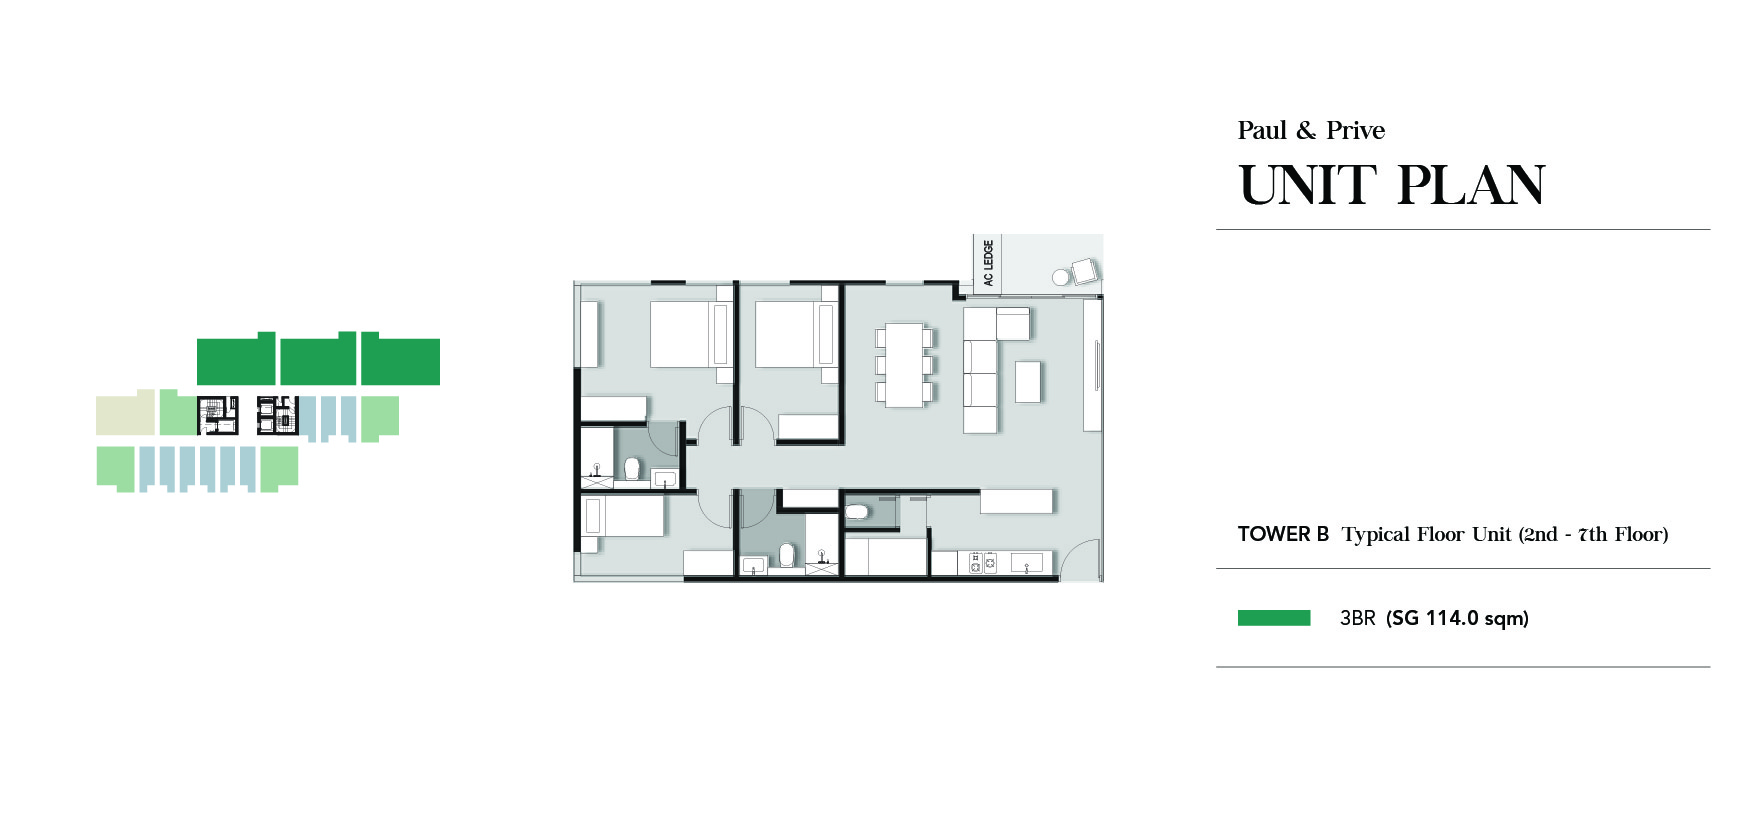 Paul & Prive
UNIT PLAN
AC LEDGE
TOWER B Typical Floor Unit (2nd - 7th Floor)
3BR (SG 114.0 sqm)